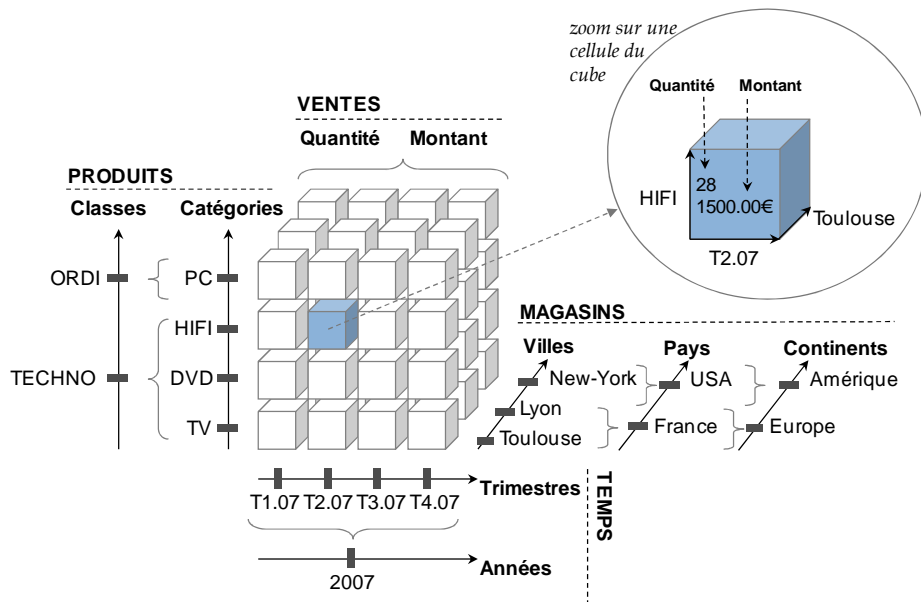 zoom sur une
cellule du
cube
Quantité Montant
28
1500.00€
HIFI
Toulouse
T2.07
VENTES
Quantité Montant
PRODUITS
Classes Catégories
ORDI PC
HIFI
TECHNO DVD
TV
MAGASINS
Villes Pays Continents
New-York USA Amérique
Lyon
Toulouse France Europe
T1.07 T2.07 T3.07 T4.07 Trimestres
TEMPS
Années
2007